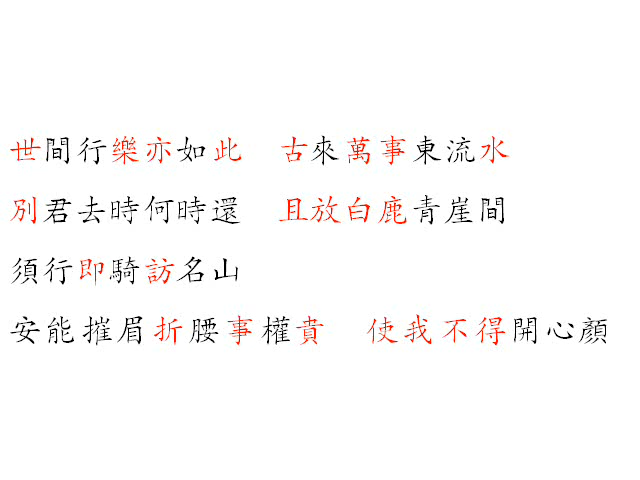 世間行樂亦如此　古來萬事東流水
別君去時何時還　且放白鹿青崖間
須行即騎訪名山
安能摧眉折腰事權貴　使我不得開心顏